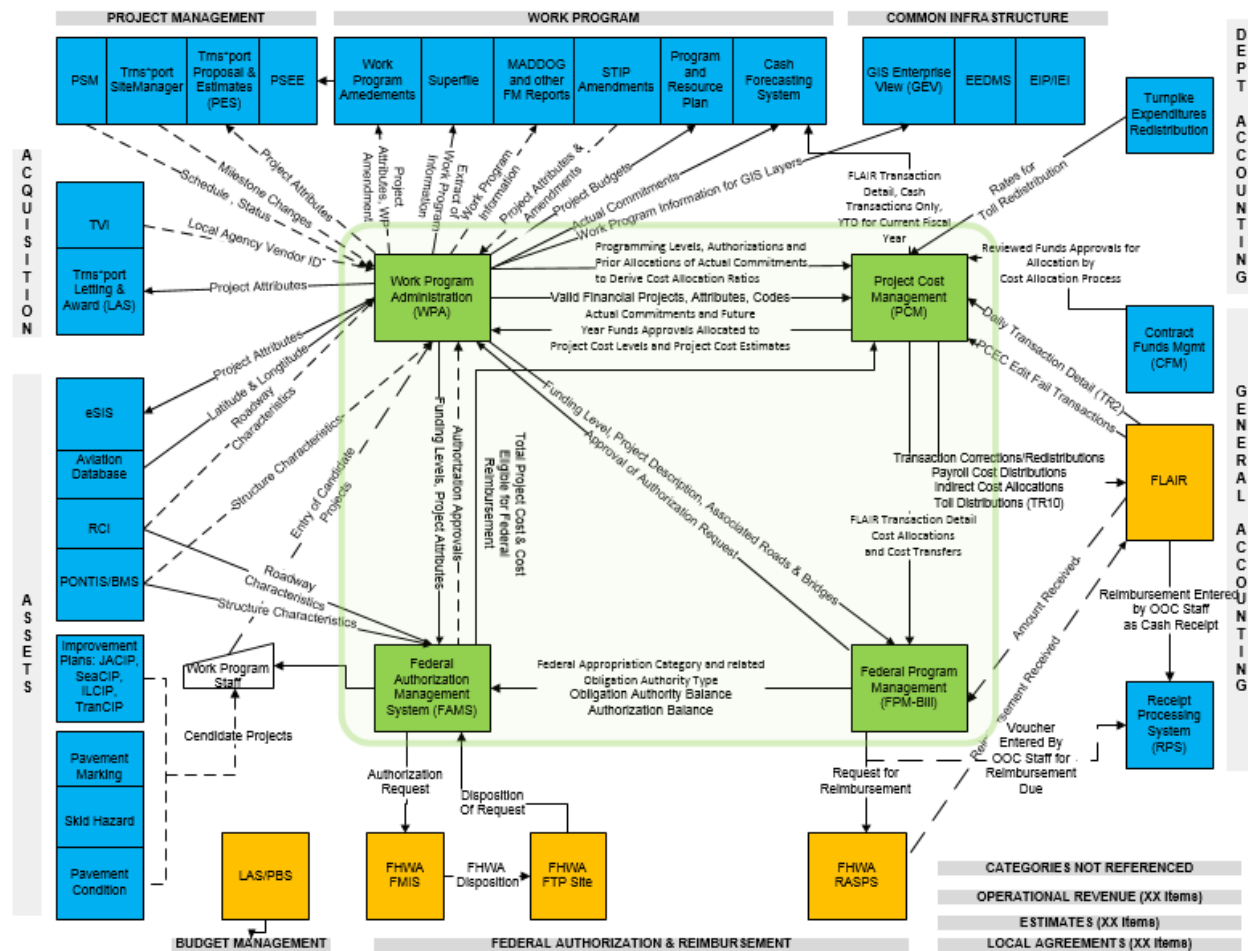 PROJECT MANAGEMENT
WORK PROGRAM
COMMON INFRASTRUCTURE
PSM
Trns*port
SiteManager
Trns*port
Proposal &
Estimates
(PES)
PSEE
Work
Program
Amedements
Superfile
MADDOG
and other
FM Reports
STIP
Amendments
Program
and
Resource
Plan
Cash
Forecasting
System
GIS Enterprise
View (GEV)
EEDMS
EIP/IEI
Turnpike
Expenditures
Redistribution
DEPT ACCOUNTING
ACQUISITION
TVI
Trns*port
Letting &
Award (LAS)
Project Attributes
Milestone Changes
Schedule , Status
Local Agency Vendor ID
Project Attributes
Project
Attributes, WP
Amendment
Extract of
Work Program
Information
Work Program
Information
Project Attributes &
Amendments
Project Budgets
Actual Commitments
Work Program Information for GIS Layers
FLAIR Transaction
Detail, Cash
Transactions Only,
YTD for Current Fiscal
Year
Rates for
Toll Redistribution
Reviewed Funds Approvals for
Allocation by
Cost Allocation Process
Work Program
Administration
(WPA)
Programming Levels, Authorizations and
Prior Allocations of Actual Commitments
to Derive Cost Allocation Ratios
Valid Financial Projects, Attributes, Codes
Actual Commitments and Future
Year Funds Approvals Allocated to
Project Cost Levels and Project Cost Estimates
Project Cost
Management
(PCM)
Contract
Funds Mgmt
(CFM)
Daily Transaction Detail (TR2)
PCEC Edit Fail Transactions
GENERAL ACCOUNTING
ASSETS
eSIS
Aviation
Database
RCI
PONTIS/BMS
Project Attributes
Latitude & Longtitude
Roadway
Characteristics
Structure Characteristics
Entry of Candidate
Projects
Funding Levels, Project Attributes
Authorization Approvals
Total Project Cost & Cost
Eligible for Federal
Reimbursement
Funding Level, Project Description, Associated Roads & Bridges
Approval of Authorization Request
Transaction Corrections/Redistributions
Payroll Cost Distributions
Indirect Cost Allocations
Toll Distributions (TR10)
FLAIR Transaction Detail
Cost Allocations
and Cost Transfers
FLAIR
Roadway
Characteristics
Structure Characteristics
Amount Received
Reimbursement Received
Reimbursement Entered
by OOC Staff
as Cash Receipt
Improvement
Plans: JACIP,
SeaCIP,
ILCIP,
TranCIP
Work Program
Staff
Federal
Authorization
Management
System (FAMS)
Federal Appropriation Category and related
Obligation Authority Type
Obligation Authority Balance
Authorization Balance
Federal Program
Management
(FPM-Bill)
Receipt
Processing
System
(RPS)
Candidate Projects
Pavement
Marking
Skid Hazard
Pavement
Condition
Authorization
Request
Disposition
Of Request
Request for
Reimbursement
Voucher
Entered By
OOC Staff for
Reimbursement
Due
LAS/PBS
FHWA
FMIS
FHWA
Disposition
FHWA
FTP Site
FHWA
RASPS
CATEGORIES NOT REFERENCED
OPERATIONAL REVENUE (XX Items)
ESTIMATES (XX Items)
LOCAL AGREEMENTS (XX Items)
BUDGET MANAGEMENT
FEDERAL AUTHORIZATION & REIMBURSEMENT